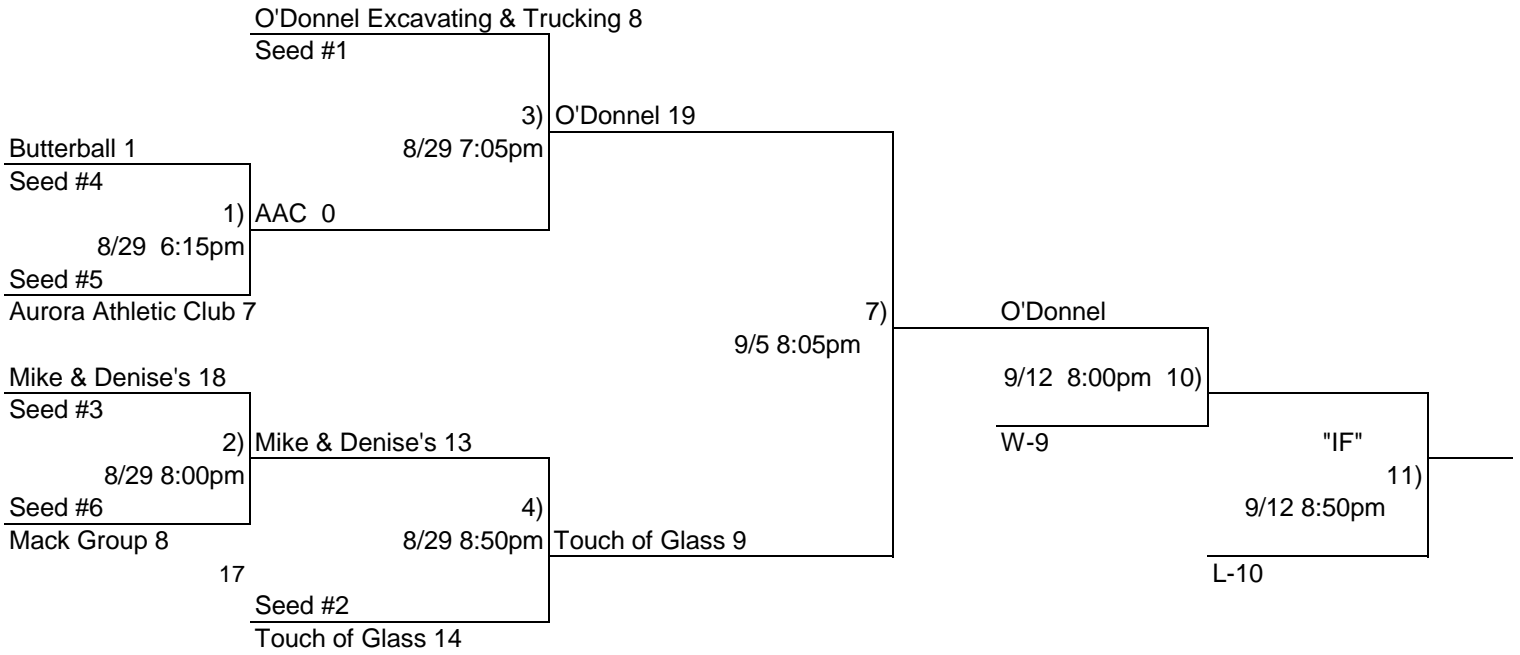 O'Donnel Excavating & Trucking 8
Seed #1
3) O'Donnel 19
Butterball 1
8/29 7:05pm
Seed #4
1) AAC 0
8/29 6:15pm
Seed #5
Aurora Athletic Club 7
7) O'Donnel
9/5 8:05pm
Mike & Denise's 18
9/12 8:00pm 10)
Seed #3
2) Mike & Denise's 13
W-9
"IF"
8/29 8:00pm
11)
Seed #6
4)
9/12 8:50pm
Mack Group 8
8/29 8:50pm Touch of Glass 9
17
L-10
Seed #2
Touch of Glass 14